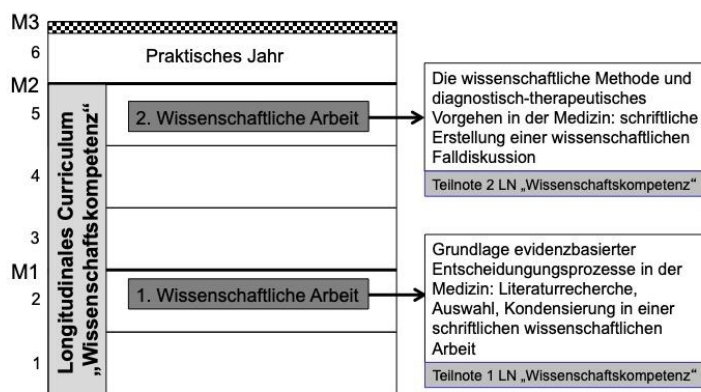 M3
6
Praktisches Jahr
M2
5
4
3
M1
2
1
Longitudinales Curriculum
„Wissenschaftskompetenz“
2. Wissenschaftliche Arbeit
1. Wissenschaftliche Arbeit
Die wissenschaftliche Methode und
diagnostisch-therapeutisches
Vorgehen in der Medizin: schriftliche
Erstellung einer wissenschaftlichen
Falldiskussion
Teilnote 2 LN „Wissenschaftskompetenz“
Grundlage evidenzbasierter
Entscheidungungsprozesse in der
Medizin: Literaturrecherche,
Auswahl, Kondensierung in einer
schriftlichen wissenschaftlichen
Arbeit
Teilnote 1 LN „Wissenschaftskompetenz“